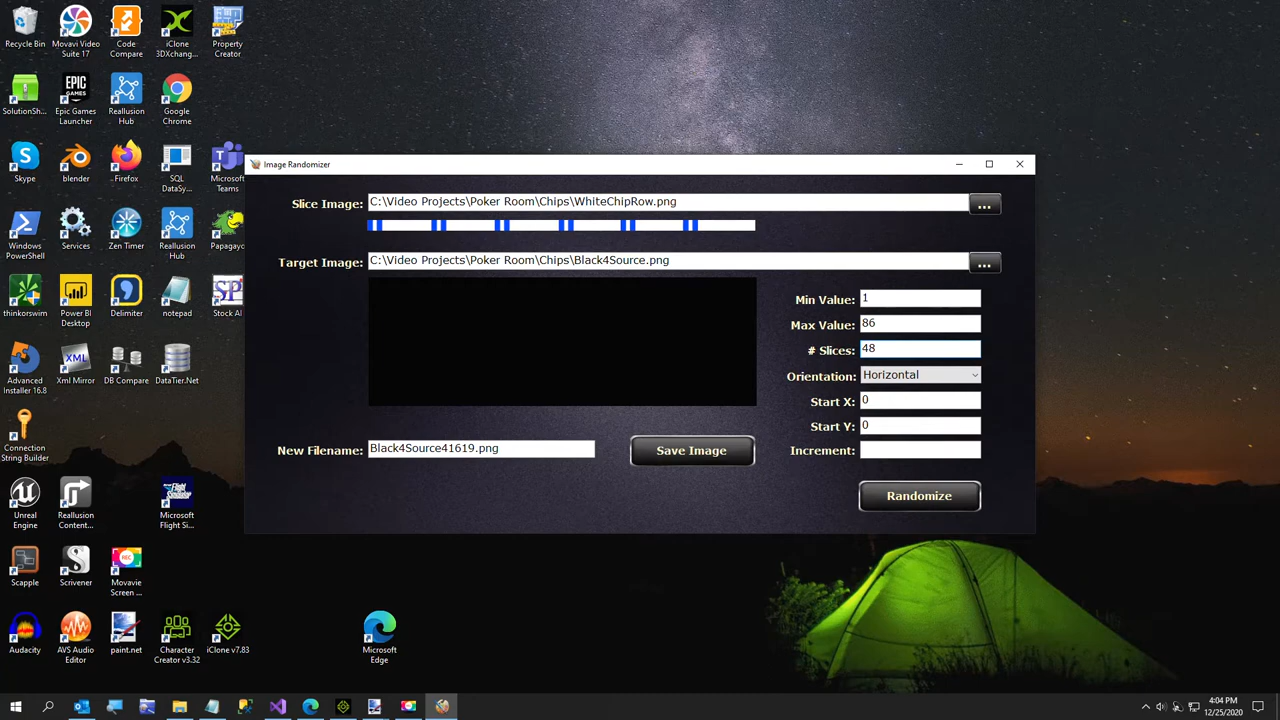 Recycle Bin
Movavi Video Suite 17
Code Compare
iClone 3DXchang...
Property Creator
SolutionSh...
EPIC GAMES
Epic Games Launcher
Reallusion Hub
Google Chrome
Skype
blender
Firefox
SQL DataSy...
Microsoft Teams
Windows PowerShell
Services
Zen Timer
Reallusion Hub
Papagayo
thinkorswim
Power BI Desktop
Delimiter
notepad
SP
Stock AI
Advanced Installer 16.8
XML
Xml Mirror
DB Compare
DataTier.Net
Connection String Builder
Unreal Engine
Reallusion Content...
Microsoft Flight Si...
Scapple
Scrivener
REC
Movavie Screen ...
Audacity
AVS Audio Editor
paint.net
Character Creator v3.32
iClone v7.83
Microsoft Edge
Image Randomizer
Slice Image: C:\Video Projects\Poker Room\Chips\WhiteChipRow.png ...
Target Image: C:\Video Projects\Poker Room\Chips\Black4Source.png ...
Min Value: 1
Max Value: 86
# Slices: 48
Orientation: Horizontal
Start X: 0
Start Y: 0
Increment:
New Filename: Black4Source41619.png
Save Image
Randomize
4:04 PM
12/25/2020